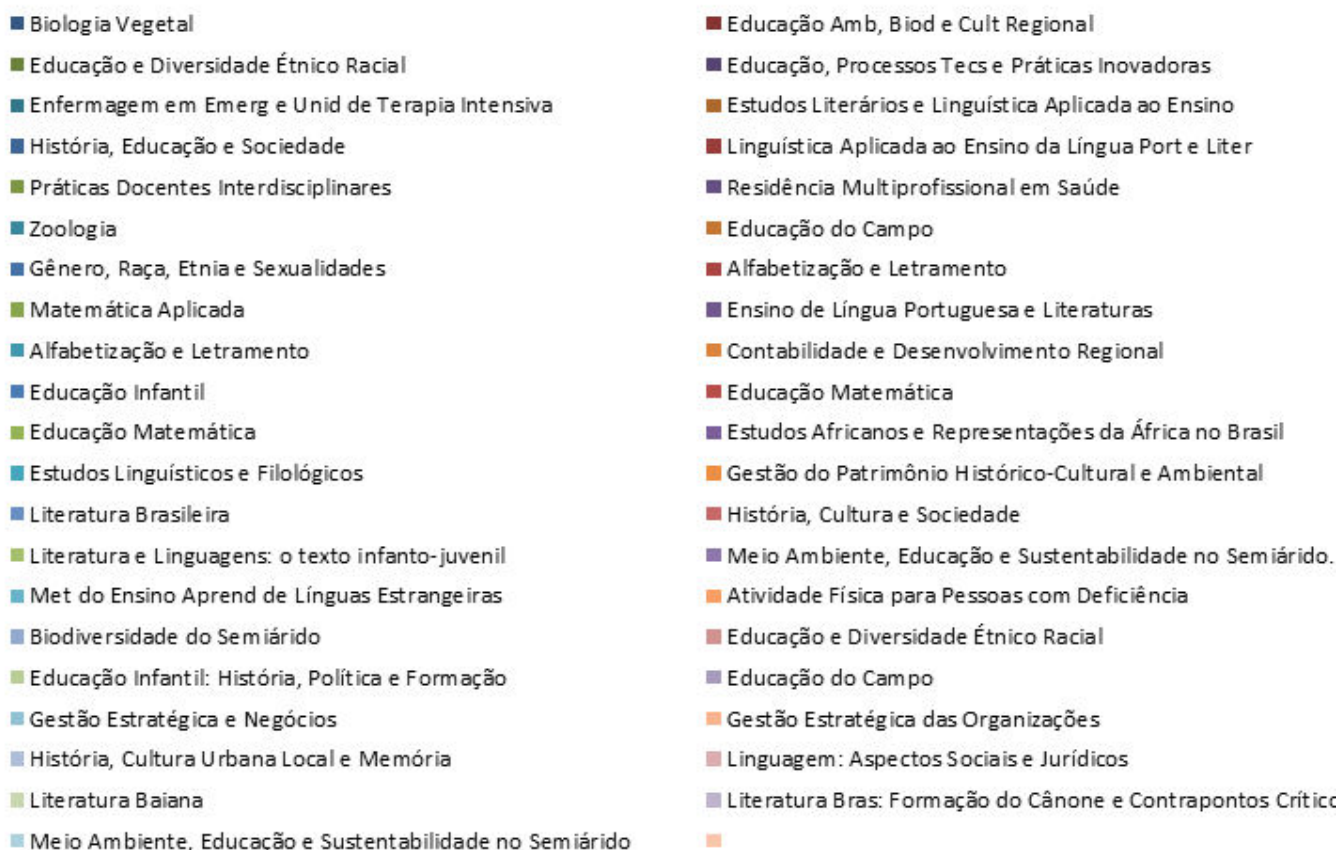 Biologia Vegetal
Educação Amb, Biod e Cult Regional
Educação e Diversidade Étnico Racial
Educação, Processos Tecs e Práticas Inovadoras
Enfermagem em Emerg e Unid de Terapia Intensiva
Estudos Literários e Linguística Aplicada ao Ensino
História, Educação e Sociedade
Linguística Aplicada ao Ensino da Língua Port e Liter
Práticas Docentes Interdisciplinares
Residência Multiprofissional em Saúde
Zoologia
Educação do Campo
Gênero, Raça, Etnia e Sexualidades
Alfabetização e Letramento
Matemática Aplicada
Ensino de Língua Portuguesa e Literaturas
Alfabetização e Letramento
Contabilidade e Desenvolvimento Regional
Educação Infantil
Educação Matemática
Educação Matemática
Estudos Africanos e Representações da África no Brasil
Estudos Linguísticos e Filológicos
Gestão do Patrimônio Histórico-Cultural e Ambiental
Literatura Brasileira
História, Cultura e Sociedade
Literatura e Linguagens: o texto infanto-juvenil
Meio Ambiente, Educação e Sustentabilidade no Semiárido.
Met do Ensino Aprend de Línguas Estrangeiras
Atividade Física para Pessoas com Deficiência
Biodiversidade do Semiárido
Educação e Diversidade Étnico Racial
Educação Infantil: História, Política e Formação
Educação do Campo
Gestão Estratégica e Negócios
Gestão Estratégica das Organizações
História, Cultura Urbana Local e Memória
Linguagem: Aspectos Sociais e Jurídicos
Literatura Baiana
Literatura Bras: Formação do Cânone e Contrapontos Crítico
Meio Ambiente, Educação e Sustentabilidade no Semiárido